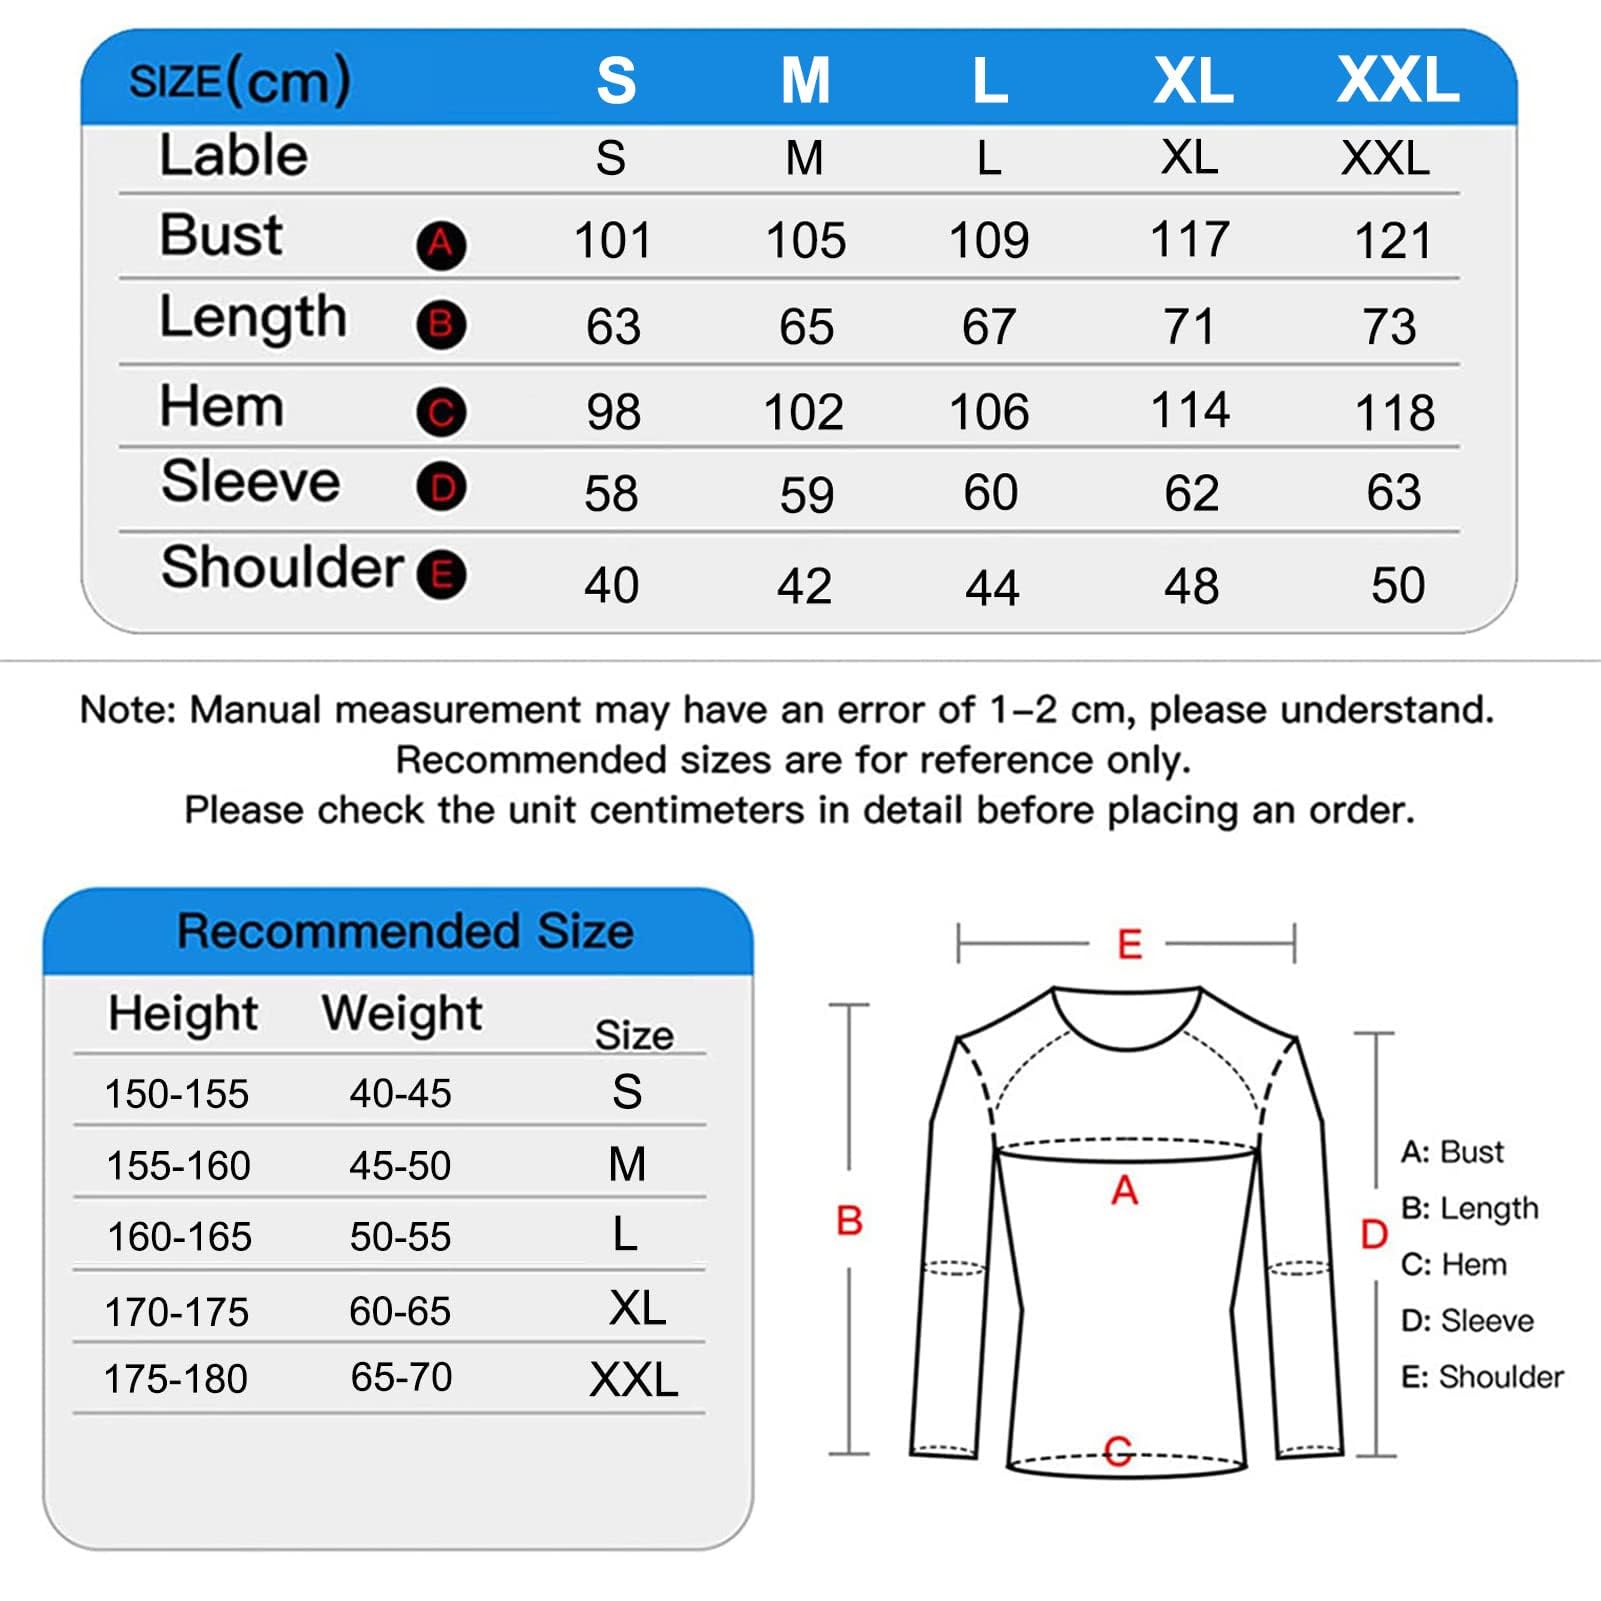 SIZE(cm) S M L XL XXL
Lable S M L XL XXL
Bust A 101 105 109 117 121
Length B 63 65 67 71 73
Hem C 98 102 106 114 118
Sleeve D 58 59 60 62 63
Shoulder E 40 42 44 48 50
Note: Manual measurement may have an error of 1–2 cm, please understand.
Recommended sizes are for reference only.
Please check the unit centimeters in detail before placing an order.
Recommended Size
Height Weight Size
150-155 40-45 S
155-160 45-50 M
160-165 50-55 L
170-175 60-65 XL
175-180 65-70 XXL
E
A
B
D
C
A: Bust
B: Length
C: Hem
D: Sleeve
E: Shoulder